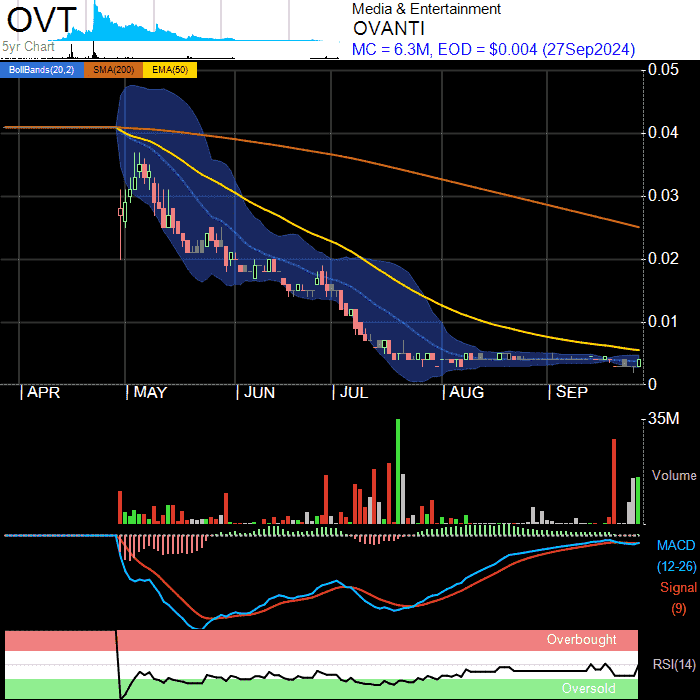 OVT
5yr Chart
Media & Entertainment
OVANTI
MC = 6.3M, EOD = $0.004 (27Sep2024)
BollBands(20,2) SMA(200) EMA(50)
0.05
0.04
0.03
0.02
0.01
0
APR MAY JUN JUL AUG SEP
35M
Volume
MACD
(12-26)
Signal
(9)
Overbought
RSI(14)
Oversold